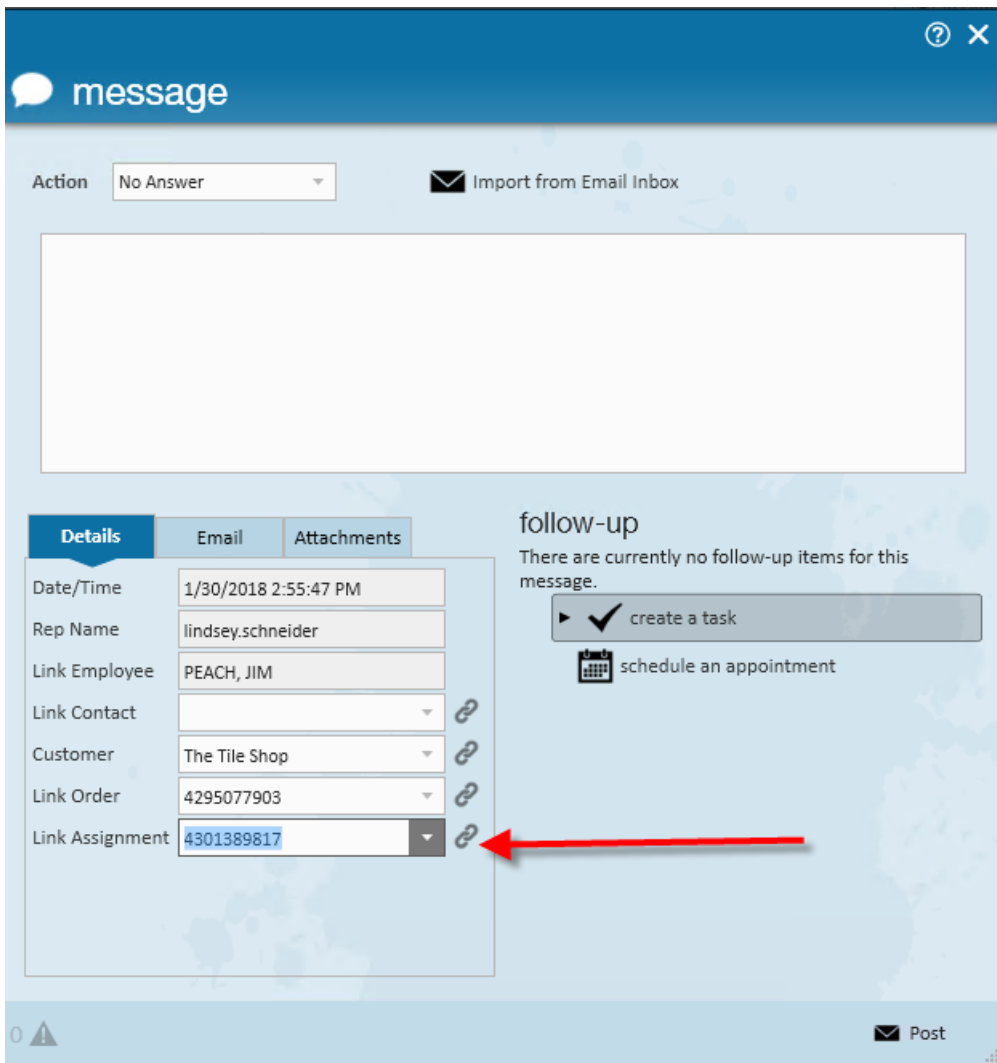 message
Action No Answer Import from Email Inbox
Details Email Attachments
follow-up
There are currently no follow-up items for this
message.
create a task
schedule an appointment
Date/Time 1/30/2018 2:55:47 PM
Rep Name lindsey.schneider
Link Employee PEACH, JIM
Link Contact
Customer The Tile Shop
Link Order 4295077903
Link Assignment 4301389817
0
Post